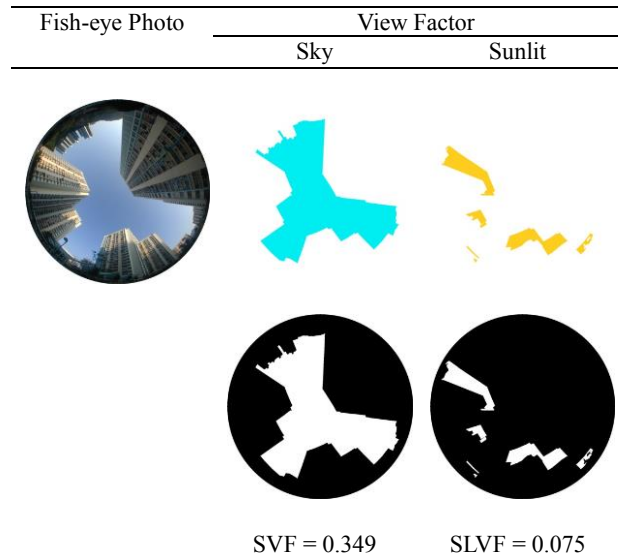 Fish-eye Photo View Factor
Sky Sunlit
SVF = 0.349 SLVF = 0.075